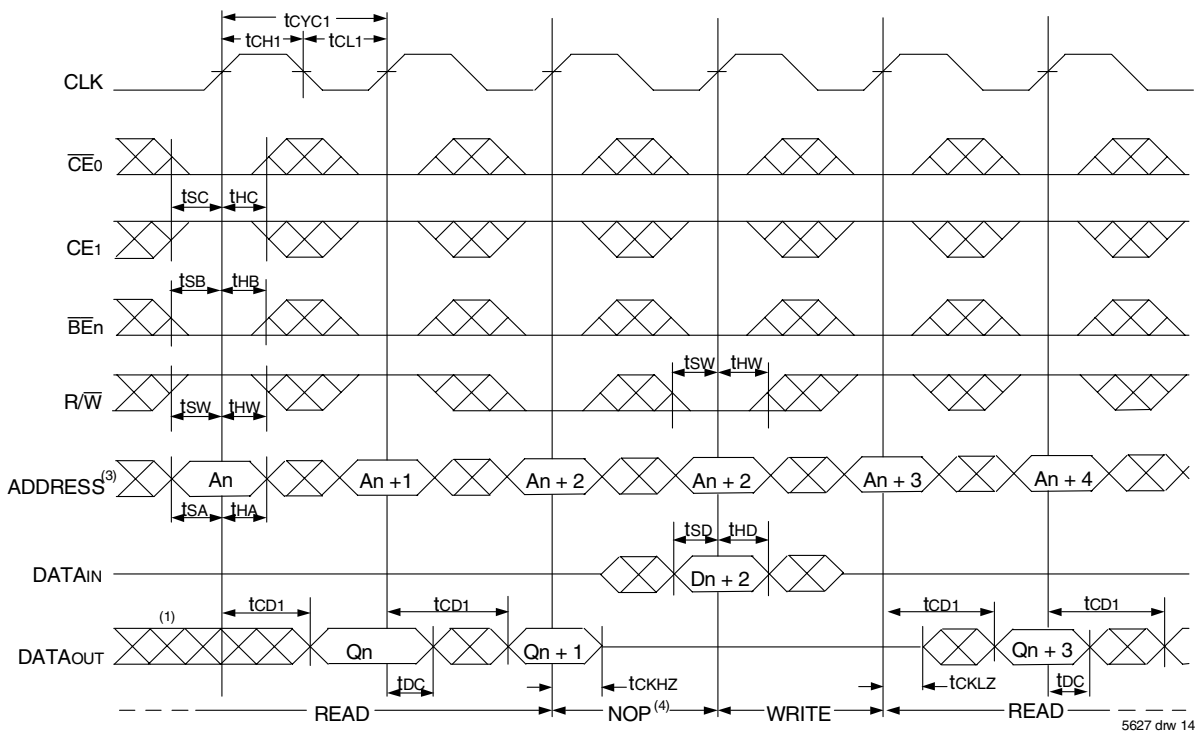 tCYC1
tCH1 tCL1
CLK
CE0
tSC tHC
CE1
tSB tHB
BEn
tSW tHW
R/W
tSW tHW
ADDRESS(3) An An +1 An + 2 An + 2 An + 3 An + 4
tSA tHA
tSD tHD
DATAIN Dn + 2
(1) tCD1 tCD1 tCD1 tCD1
DATAOUT Qn Qn + 1 Qn + 3
tDC tCKHZ tCKLZ tDC
READ NOP(4) WRITE READ
5627 drw 14